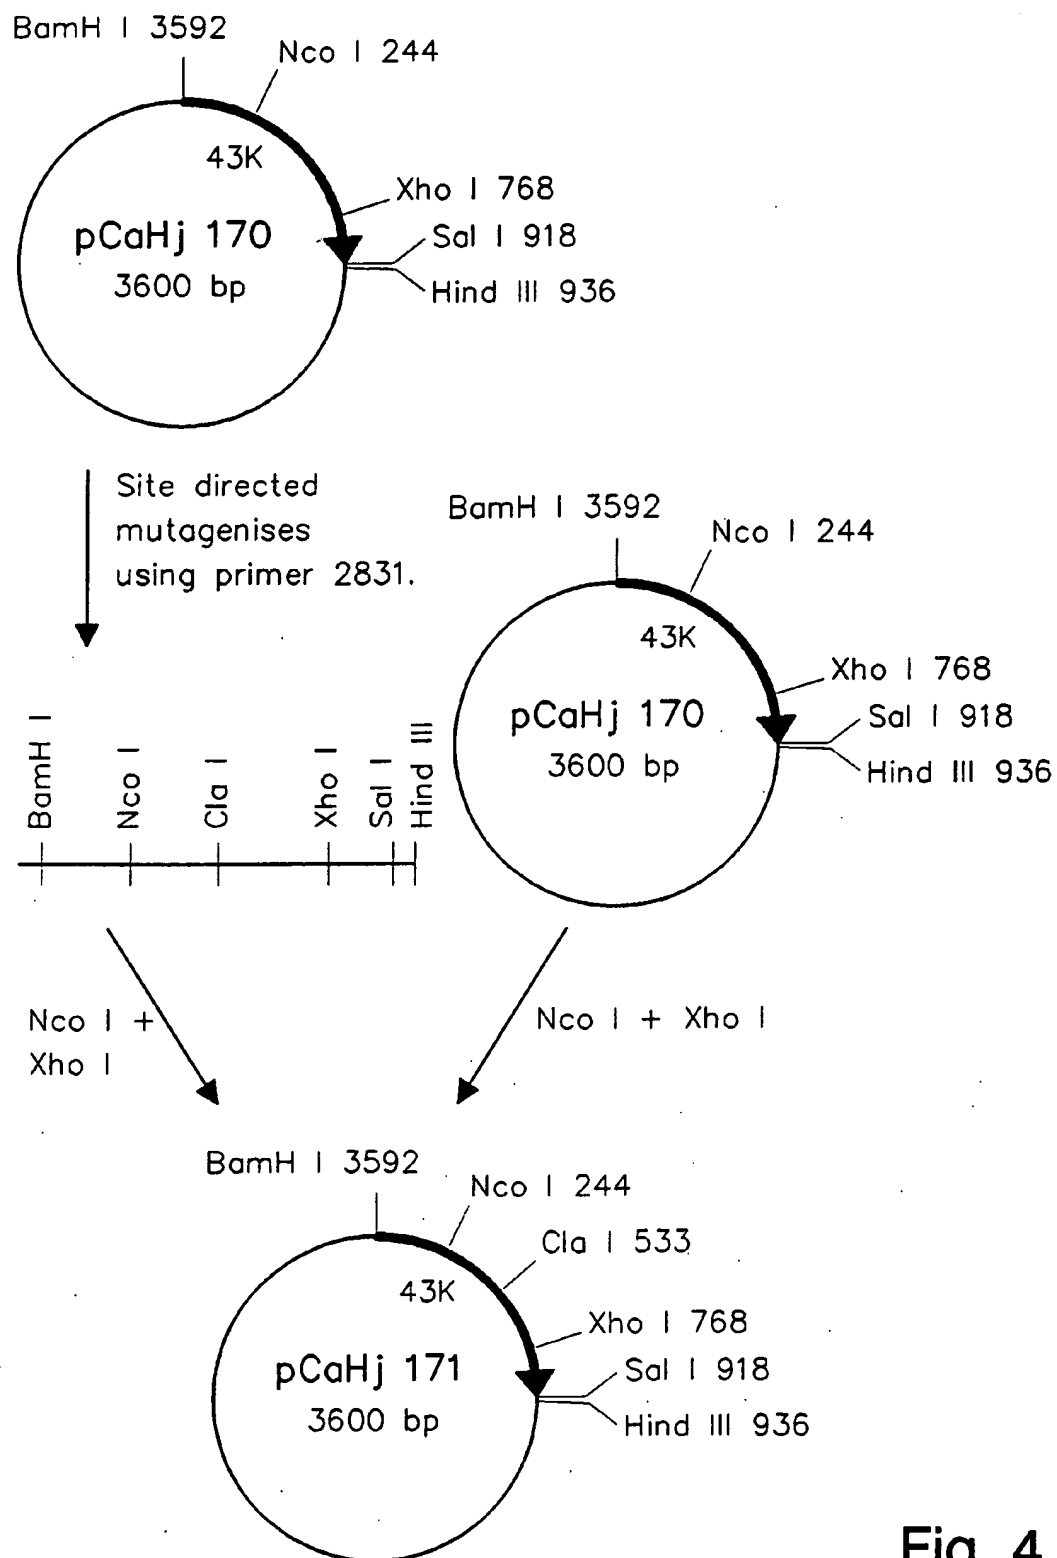 BamH I 3592
Nco I 244
43K
Xho I 768
pCaHj 170
Sal I 918
3600 bp
Hind III 936
Site directed
mutagenises
using primer 2831.
BamH I 3592
Nco I 244
43K
Xho I 768
pCaHj 170
Sal I 918
3600 bp
Hind III 936
BamH I
Nco I
Cla I
Xho I
Sal I
Hind III
Nco I +
Xho I
Nco I + Xho I
BamH I 3592
Nco I 244
Cla I 533
43K
Xho I 768
pCaHj 171
Sal I 918
3600 bp
Hind III 936
Fig. 4